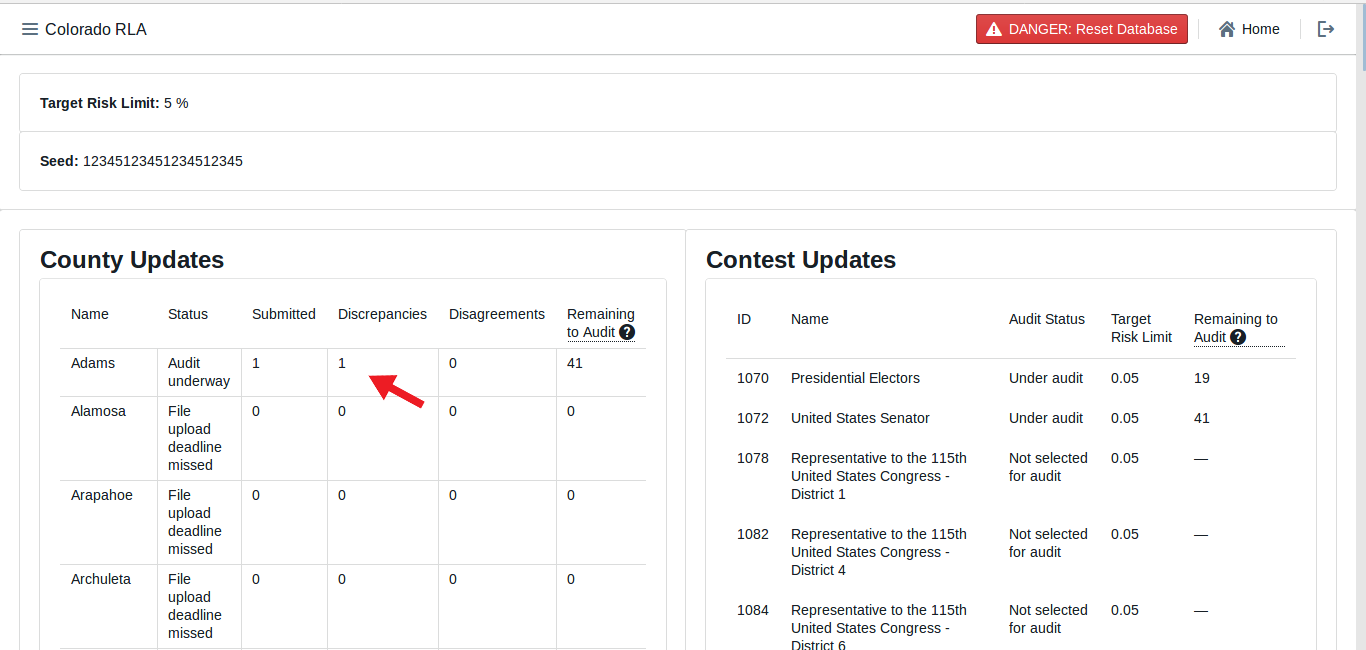 Colorado RLA
DANGER: Reset Database
Home
Target Risk Limit: 5 %
Seed: 12345123451234512345
County Updates
Name Status Submitted Discrepancies Disagreements Remaining
to Audit ?
Adams Audit 1 1 0 41
underway
Alamosa File 0 0 0 0
upload
deadline
missed
Arapahoe File 0 0 0 0
upload
deadline
missed
Archuleta File 0 0 0 0
upload
deadline
missed
Contest Updates
ID Name Audit Status Target Remaining to
Risk Limit Audit ?
1070 Presidential Electors Under audit 0.05 19
1072 United States Senator Under audit 0.05 41
1078 Representative to the 115th Not selected 0.05 —
United States Congress - for audit
District 1
1082 Representative to the 115th Not selected 0.05 —
United States Congress - for audit
District 4
1084 Representative to the 115th Not selected 0.05 —
United States Congress - for audit
District 6